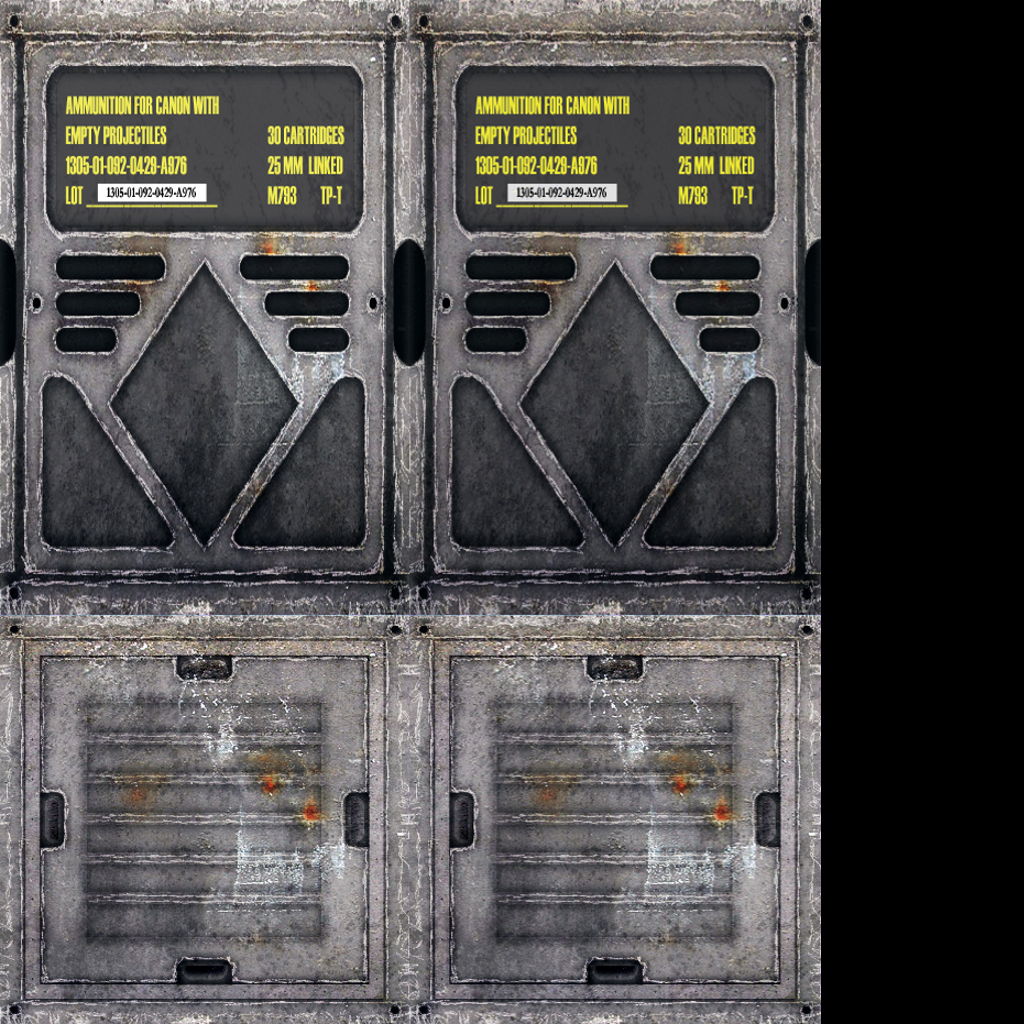 AMMUNITION FOR CANON WITH
EMPTY PROJECTILES 30 CARTRIDGES
1305-01-092-0429-A976 25 MM LINKED
LOT 1305-01-092-0429-A976 M793 TP-T
AMMUNITION FOR CANON WITH
EMPTY PROJECTILES 30 CARTRIDGES
1305-01-092-0429-A976 25 MM LINKED
LOT 1305-01-092-0429-A976 M793 TP-T